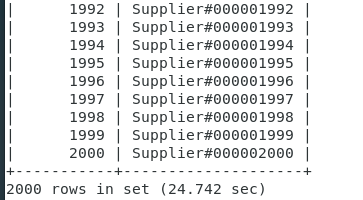 |      1992 | Supplier#000001992 |
|      1993 | Supplier#000001993 |
|      1994 | Supplier#000001994 |
|      1995 | Supplier#000001995 |
|      1996 | Supplier#000001996 |
|      1997 | Supplier#000001997 |
|      1998 | Supplier#000001998 |
|      1999 | Supplier#000001999 |
|      2000 | Supplier#000002000 |
+-----------+--------------------+
2000 rows in set (24.742 sec)